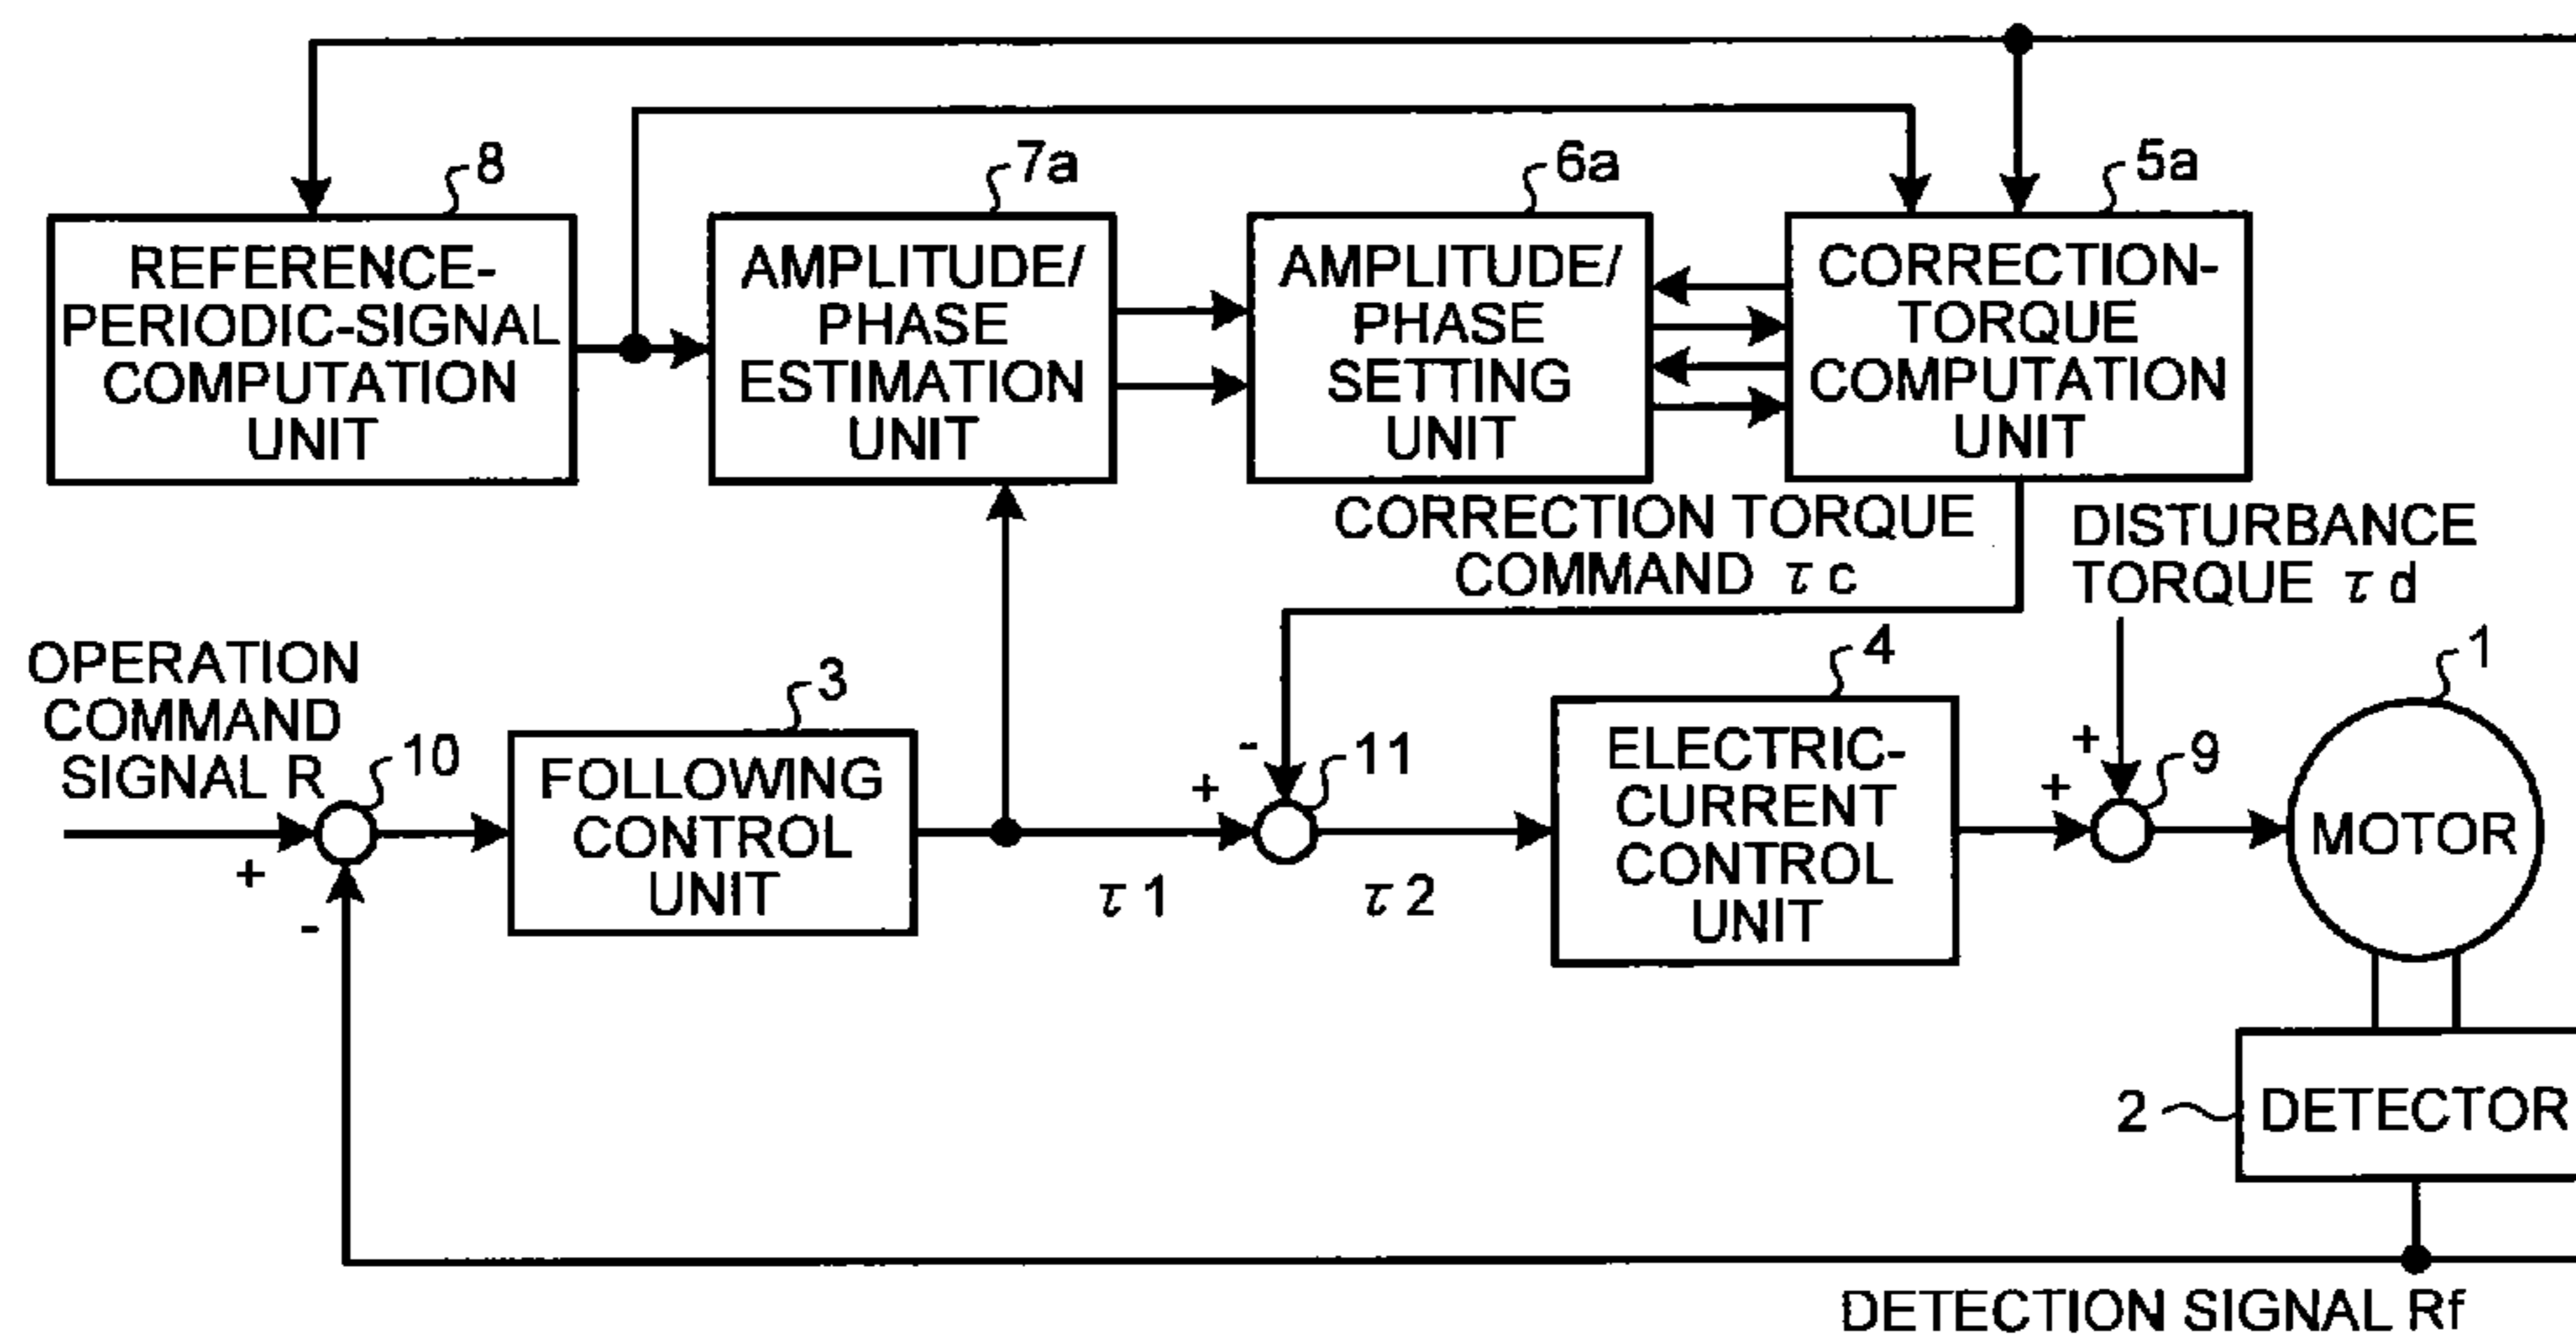 8
7a
6a
5a
REFERENCE-
PERIODIC-SIGNAL
COMPUTATION
UNIT
AMPLITUDE/
PHASE
ESTIMATION
UNIT
AMPLITUDE/
PHASE
SETTING
UNIT
CORRECTION-
TORQUE
COMPUTATION
UNIT
CORRECTION TORQUE
COMMAND τc
DISTURBANCE
TORQUE τd
OPERATION
COMMAND
SIGNAL R
10
+
-
3
FOLLOWING
CONTROL
UNIT
τ1
+
-
11
τ2
4
ELECTRIC-
CURRENT
CONTROL
UNIT
+
+
9
1
MOTOR
2
DETECTOR
DETECTION SIGNAL Rf